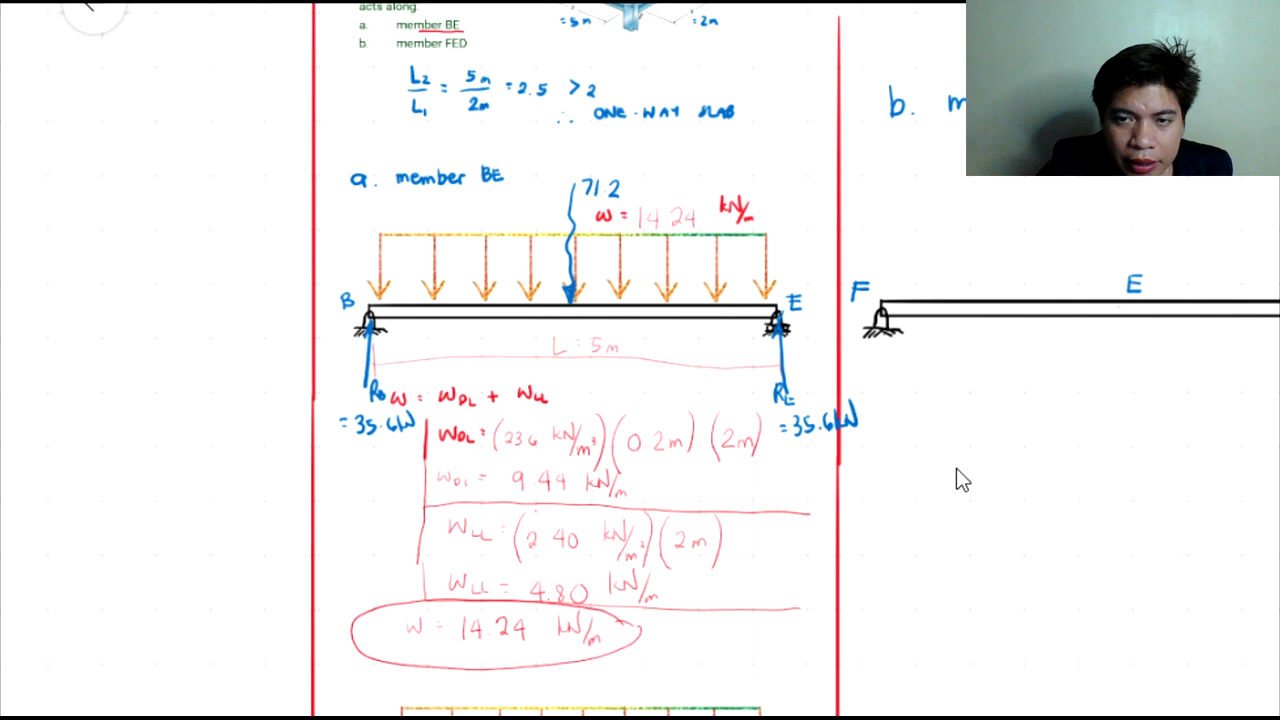 acts along:
a. member BE
b. member FED
= 5 m
= 2 m
L2/L1 = 5m/2m = 2.5 > 2
∴ ONE-WAY SLAB
a. member BE
b. m
71.2
w = 14.24 kN/m
B
E
F
E
L = 5m
RB
= 35.6kN
RE
= 35.6kN
w = WDL + WLL
WDL = (23.6 kN/m³)(0.2m)(2m)
WDL = 9.44 kN/m
WLL = (2.40 kN/m²)(2m)
WLL = 4.80 kN/m
w = 14.24 kN/m